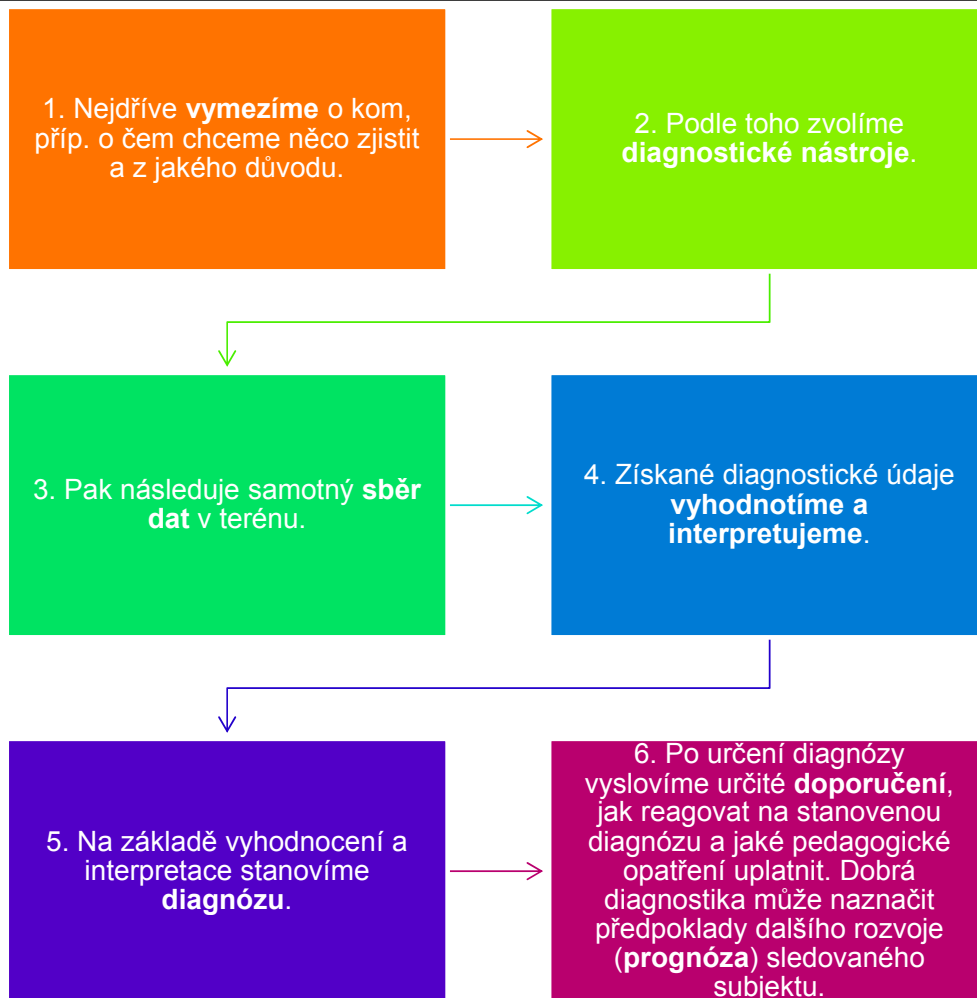 1. Nejdříve vymezíme o kom,
příp. o čem chceme něco zjistit
a z jakého důvodu.
2. Podle toho zvolíme
diagnostické nástroje.
3. Pak následuje samotný sběr
dat v terénu.
4. Získané diagnostické údaje
vyhodnotíme a
interpretujeme.
5. Na základě vyhodnocení a
interpretace stanovíme
diagnózu.
6. Po určení diagnózy
vyslovíme určité doporučení,
jak reagovat na stanovenou
diagnózu a jaké pedagogické
opatření uplatnit. Dobrá
diagnostika může naznačit
předpoklady dalšího rozvoje
(prognóza) sledovaného
subjektu.